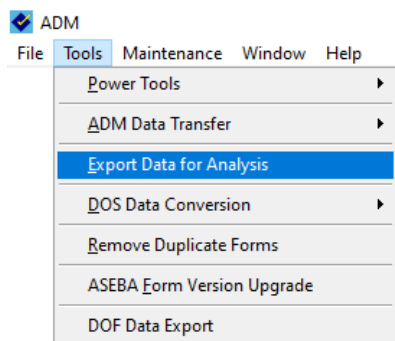 ADM
File Tools Maintenance Window Help
Power Tools
ADM Data Transfer
Export Data for Analysis
DOS Data Conversion
Remove Duplicate Forms
ASEBA Form Version Upgrade
DOF Data Export